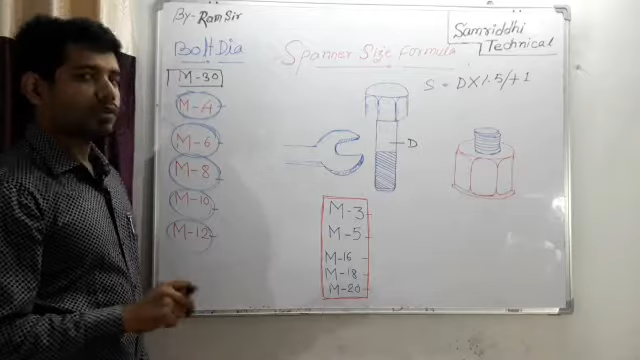 By- Ram Sir
Samriddhi
Technical
Bolt Dia
Spanner Size formula
M-30
S = D×1.5/+1
M-4
M-6
M-8
M-10
M-12
D
M-3
M-5
M-16
M-18
M-20